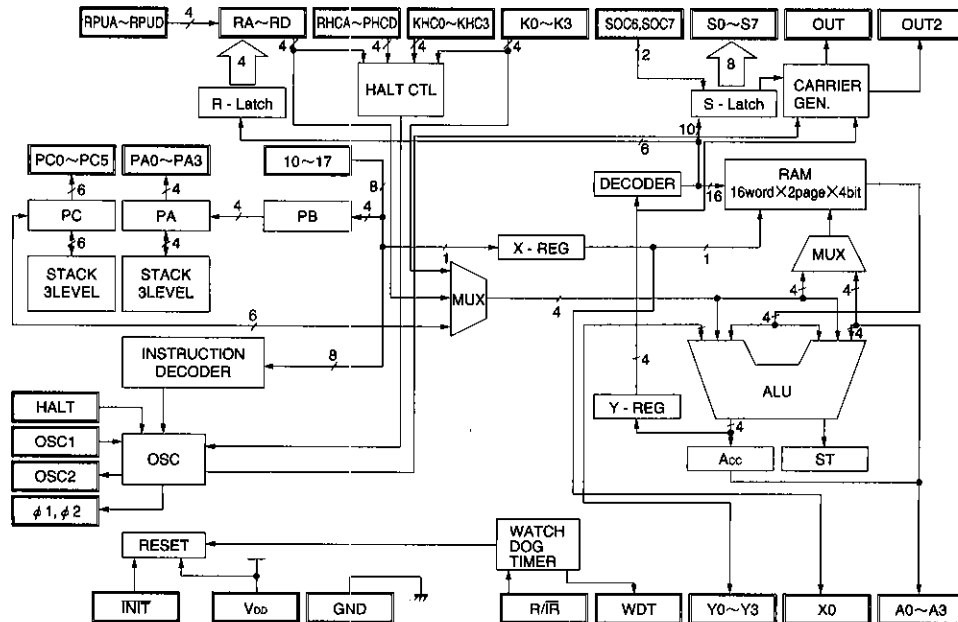 RPUA~RPUD
4
RA~RD
RHCA~PHCD
KHC0~KHC3
K0~K3
SOC6,SOC7
S0~S7
OUT
OUT2
4
4
4
4
2
4
8
HALT CTL
R - Latch
S - Latch
CARRIER
GEN.
10
6
PC0~PC5
PA0~PA3
10~17
6
4
8
DECODER
16
RAM
16word×2page×4bit
PC
PA
4
PB
4
6
4
X - REG
1
1
MUX
STACK
3LEVEL
STACK
3LEVEL
MUX
4
4
4
6
4
4
4
INSTRUCTION
DECODER
8
4
ALU
HALT
Y - REG
4
OSC1
OSC
Acc
ST
OSC2
φ1, φ2
RESET
WATCH
DOG
TIMER
INIT
VDD
GND
R/IR
WDT
Y0~Y3
X0
A0~A3